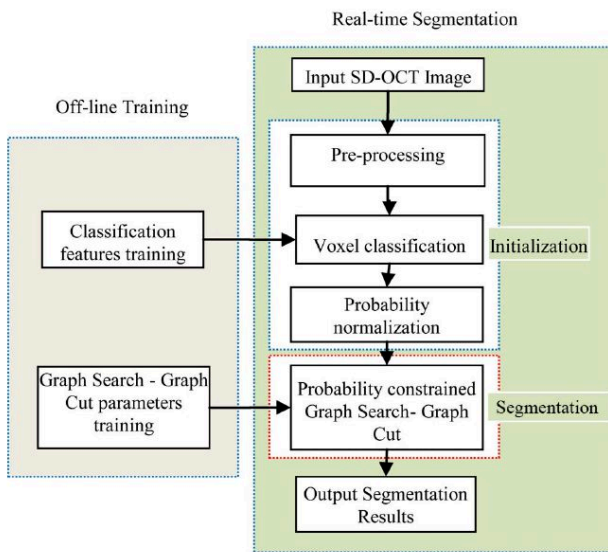 Real-time Segmentation
Input SD-OCT Image
Off-line Training
Pre-processing
Classification
features training
Voxel classification
Initialization
Probability
normalization
Graph Search - Graph
Cut parameters
training
Probability constrained
Graph Search- Graph
Cut
Segmentation
Output Segmentation
Results